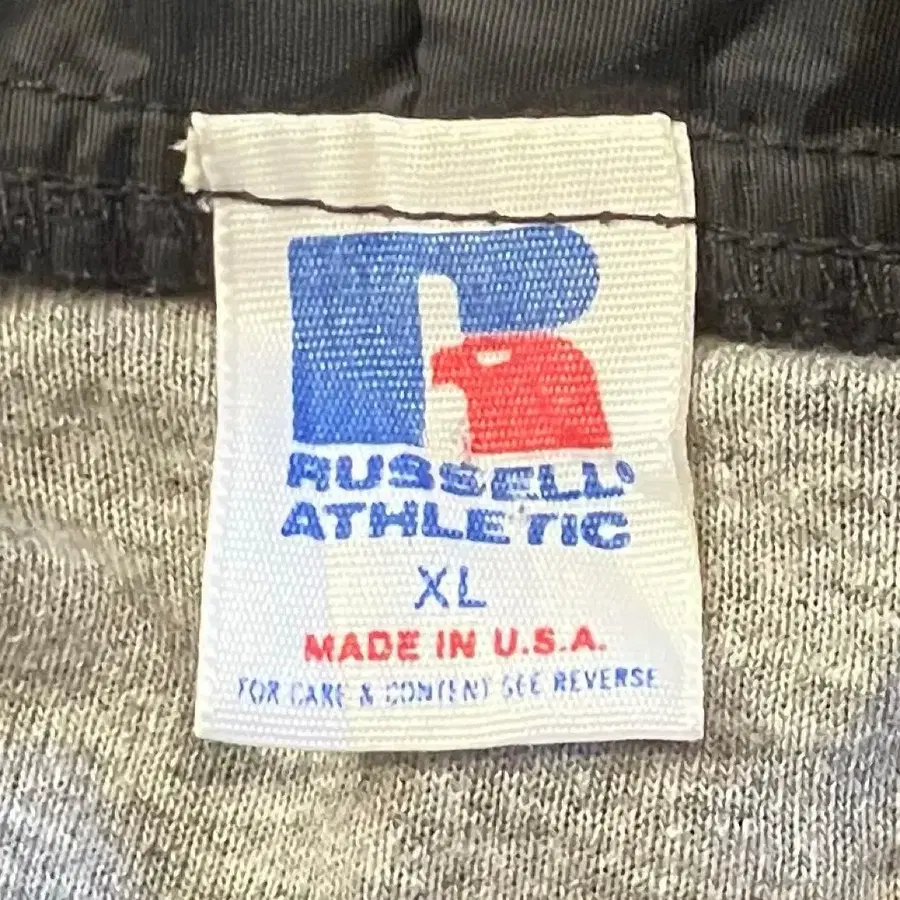 RUSSELL
ATHLETIC
XL
MADE IN U.S.A.
FOR CARE & CONTENT SEE REVERSE